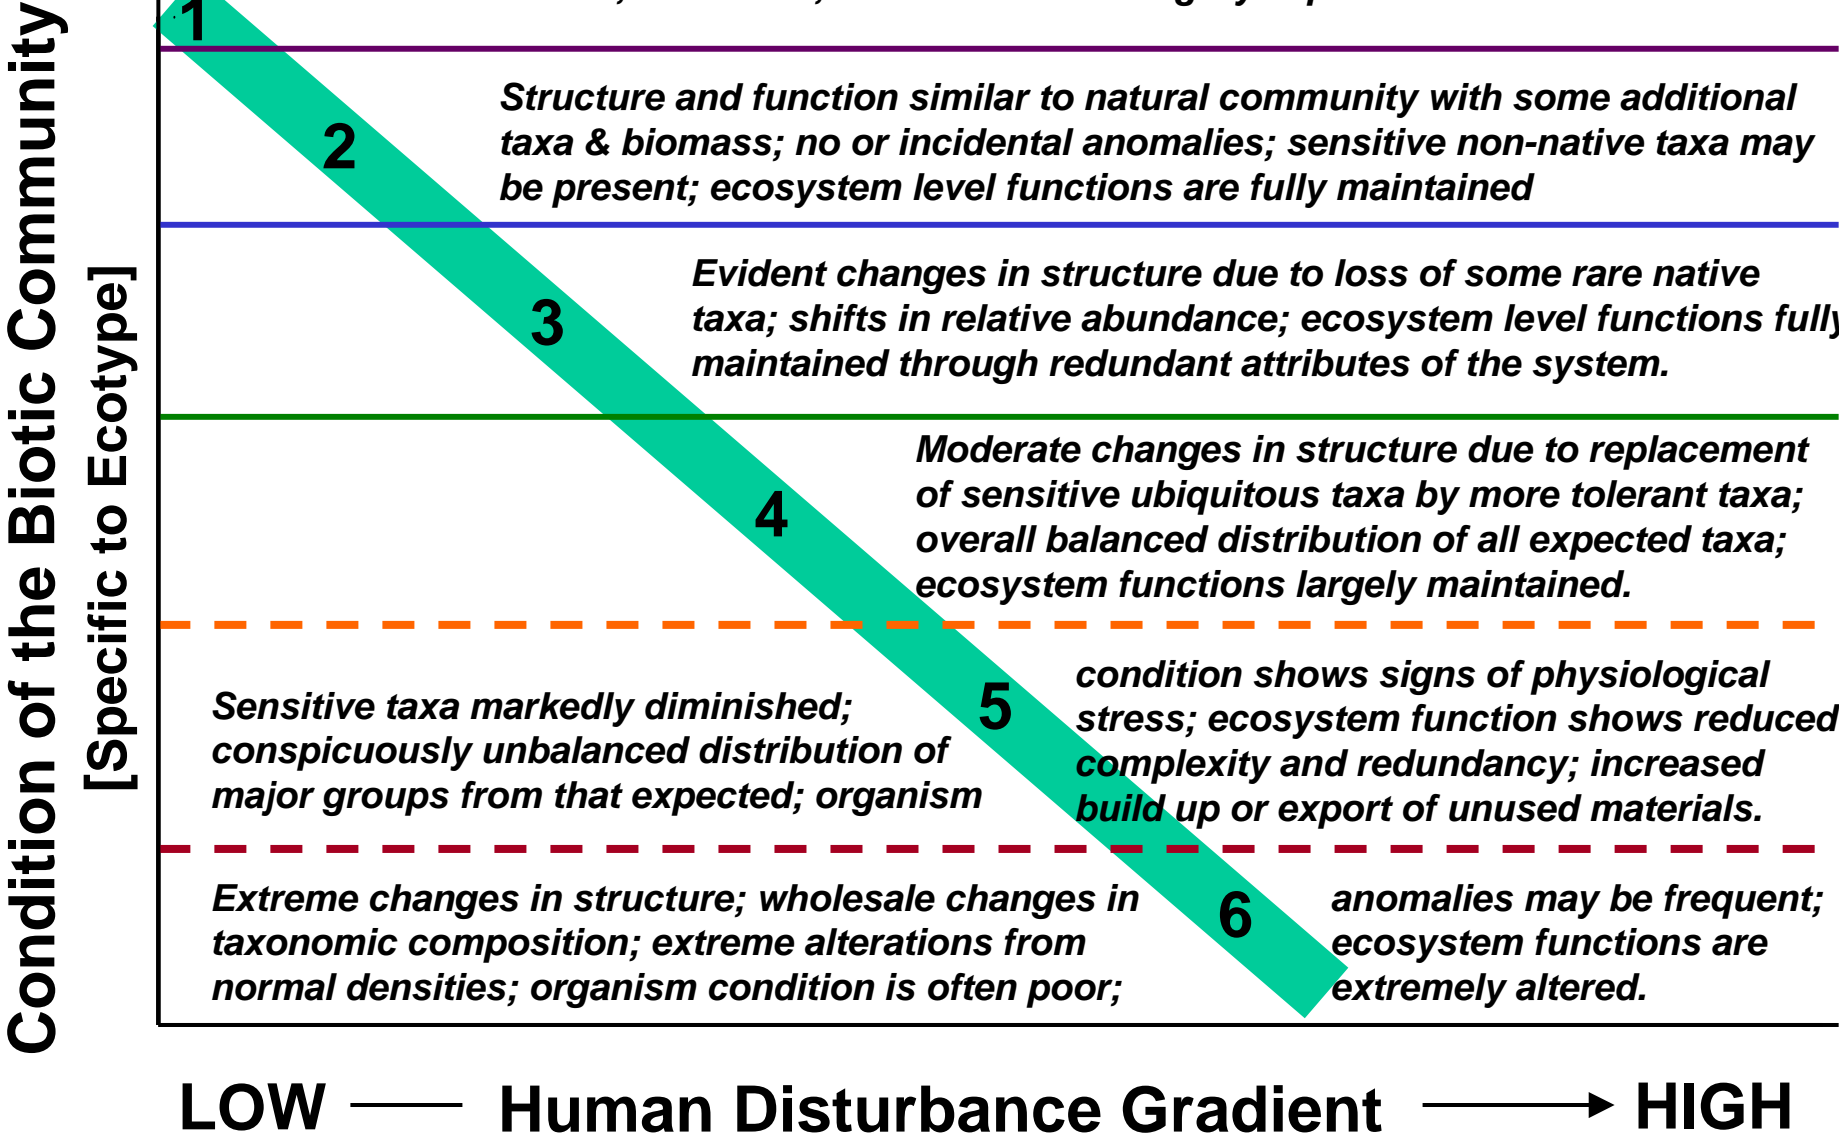 Condition of the Biotic Community
[Specific to Ecotype]
1
2
Structure and function similar to natural community with some additional
taxa & biomass; no or incidental anomalies; sensitive non-native taxa may
be present; ecosystem level functions are fully maintained
3
Evident changes in structure due to loss of some rare native
taxa; shifts in relative abundance; ecosystem level functions fully
maintained through redundant attributes of the system.
4
Moderate changes in structure due to replacement
of sensitive ubiquitous taxa by more tolerant taxa;
overall balanced distribution of all expected taxa;
ecosystem functions largely maintained.
Sensitive taxa markedly diminished;
conspicuously unbalanced distribution of
major groups from that expected; organism
5
condition shows signs of physiological
stress; ecosystem function shows reduced
complexity and redundancy; increased
build up or export of unused materials.
Extreme changes in structure; wholesale changes in
taxonomic composition; extreme alterations from
normal densities; organism condition is often poor;
6
anomalies may be frequent;
ecosystem functions are
extremely altered.
LOW Human Disturbance Gradient HIGH